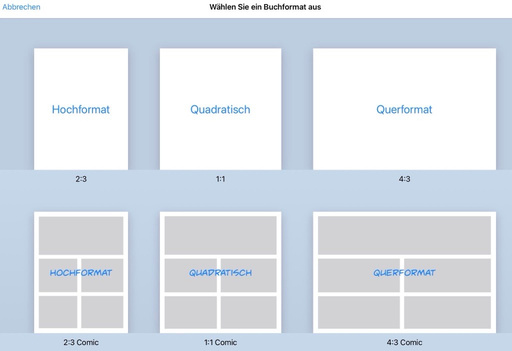 Abbrechen
Wählen Sie ein Buchformat aus
Hochformat
Quadratisch
Querformat
2:3
1:1
4:3
HOCHFORMAT
QUADRATISCH
QUERFORMAT
2:3 Comic
1:1 Comic
4:3 Comic